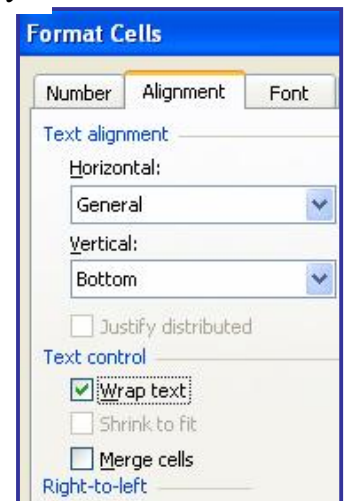 Format Cells
Number Alignment Font
Text alignment
Horizontal:
General
Vertical:
Bottom
Justify distributed
Text control
Wrap text
Shrink to fit
Merge cells
Right-to-left